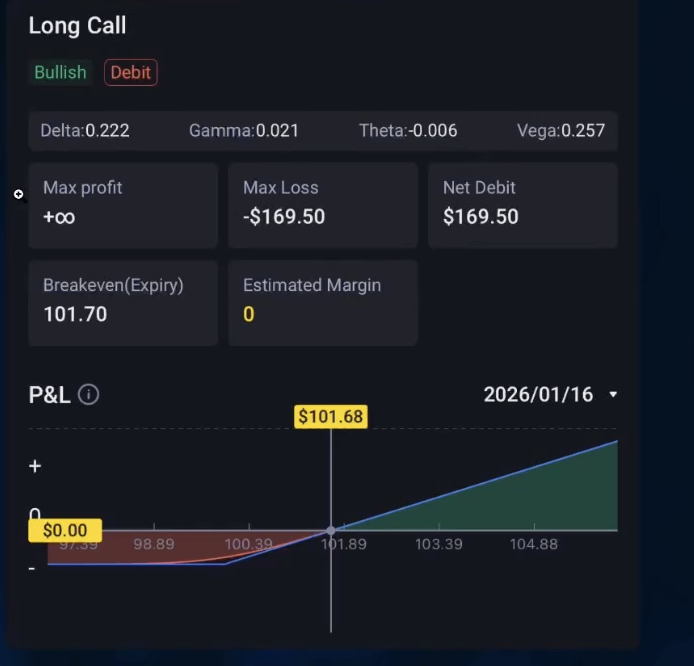 Long Call
Bullish Debit
Delta:0.222 Gamma:0.021 Theta:-0.006 Vega:0.257
Max profit Max Loss Net Debit
+∞ -$169.50 $169.50
Breakeven(Expiry) Estimated Margin
101.70 0
P&L 2026/01/16
$101.68
+
0
$0.00
97.39 98.89 100.39 101.89 103.39 104.88
-